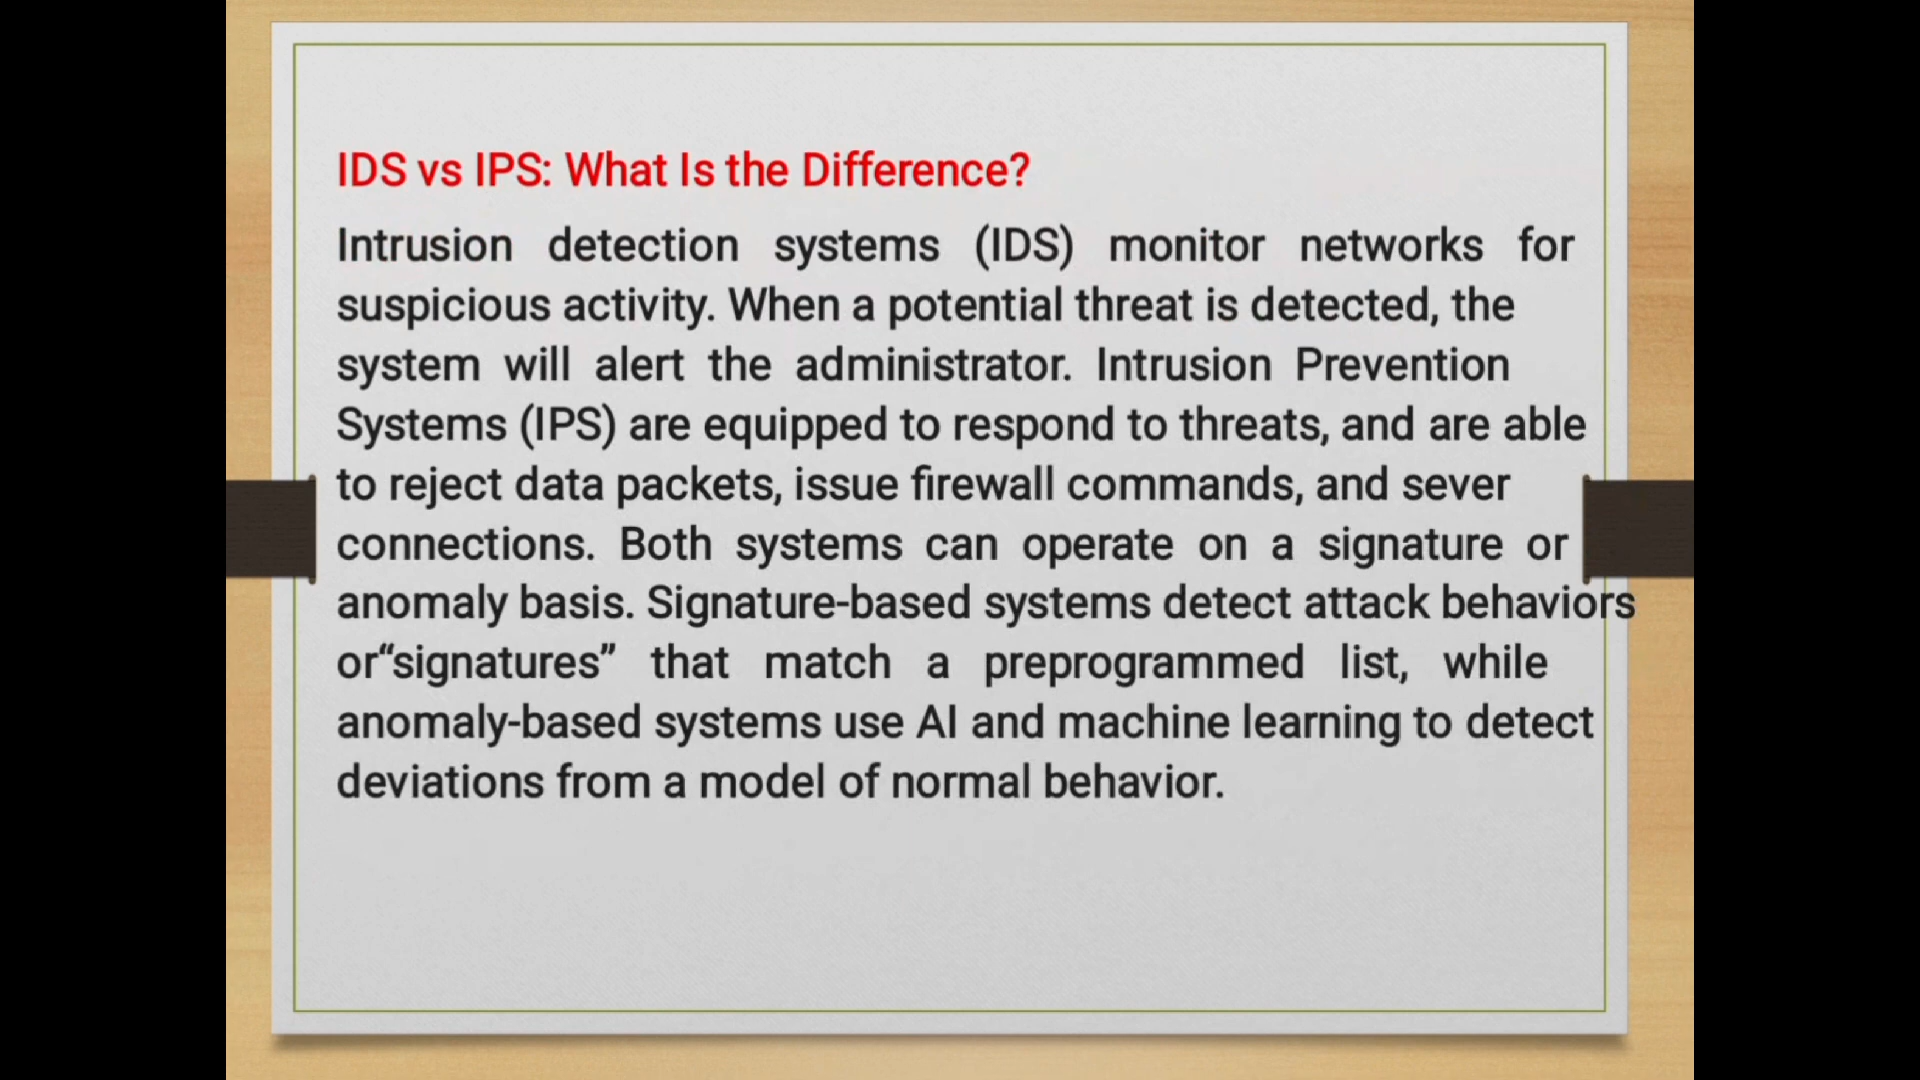 IDS vs IPS: What Is the Difference?
Intrusion detection systems (IDS) monitor networks for
suspicious activity. When a potential threat is detected, the
system will alert the administrator. Intrusion Prevention
Systems (IPS) are equipped to respond to threats, and are able
to reject data packets, issue firewall commands, and sever
connections. Both systems can operate on a signature or
anomaly basis. Signature-based systems detect attack behaviors
or“signatures” that match a preprogrammed list, while
anomaly-based systems use AI and machine learning to detect
deviations from a model of normal behavior.